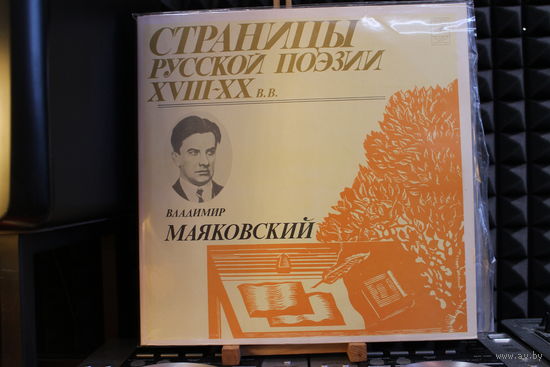 СТРАНИЦЫ
РУССКОЙ ПОЭЗИИ
XVIII-XX В.В.
ВЛАДИМИР
МАЯКОВСКИЙ
www.ay.by